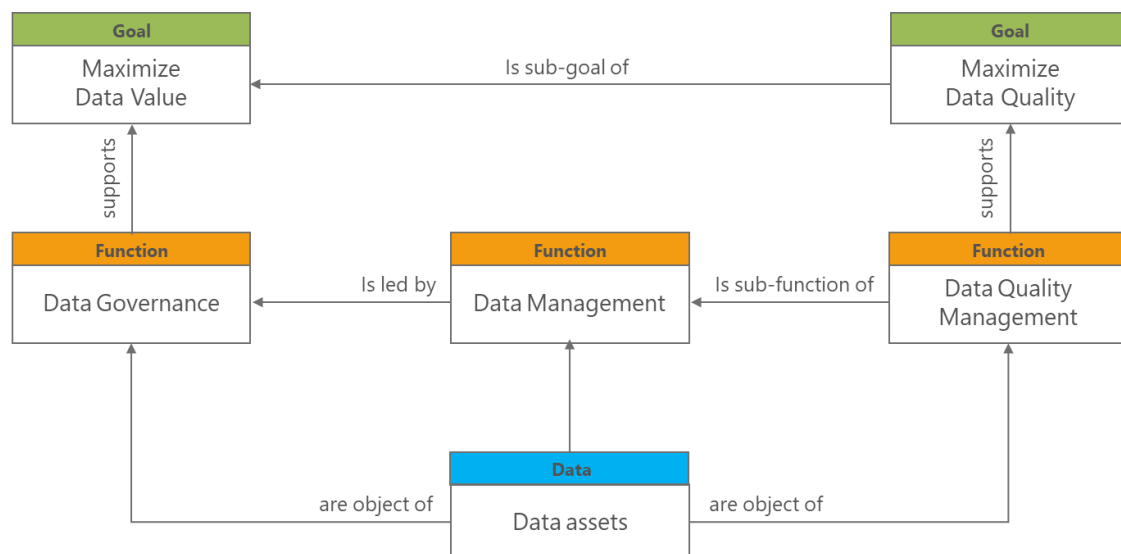 Goal
Maximize
Data Value
Is sub-goal of
Goal
Maximize
Data Quality
supports
supports
Function
Data Governance
Is led by
Function
Data Management
Is sub-function of
Function
Data Quality
Management
are object of
Data
Data assets
are object of